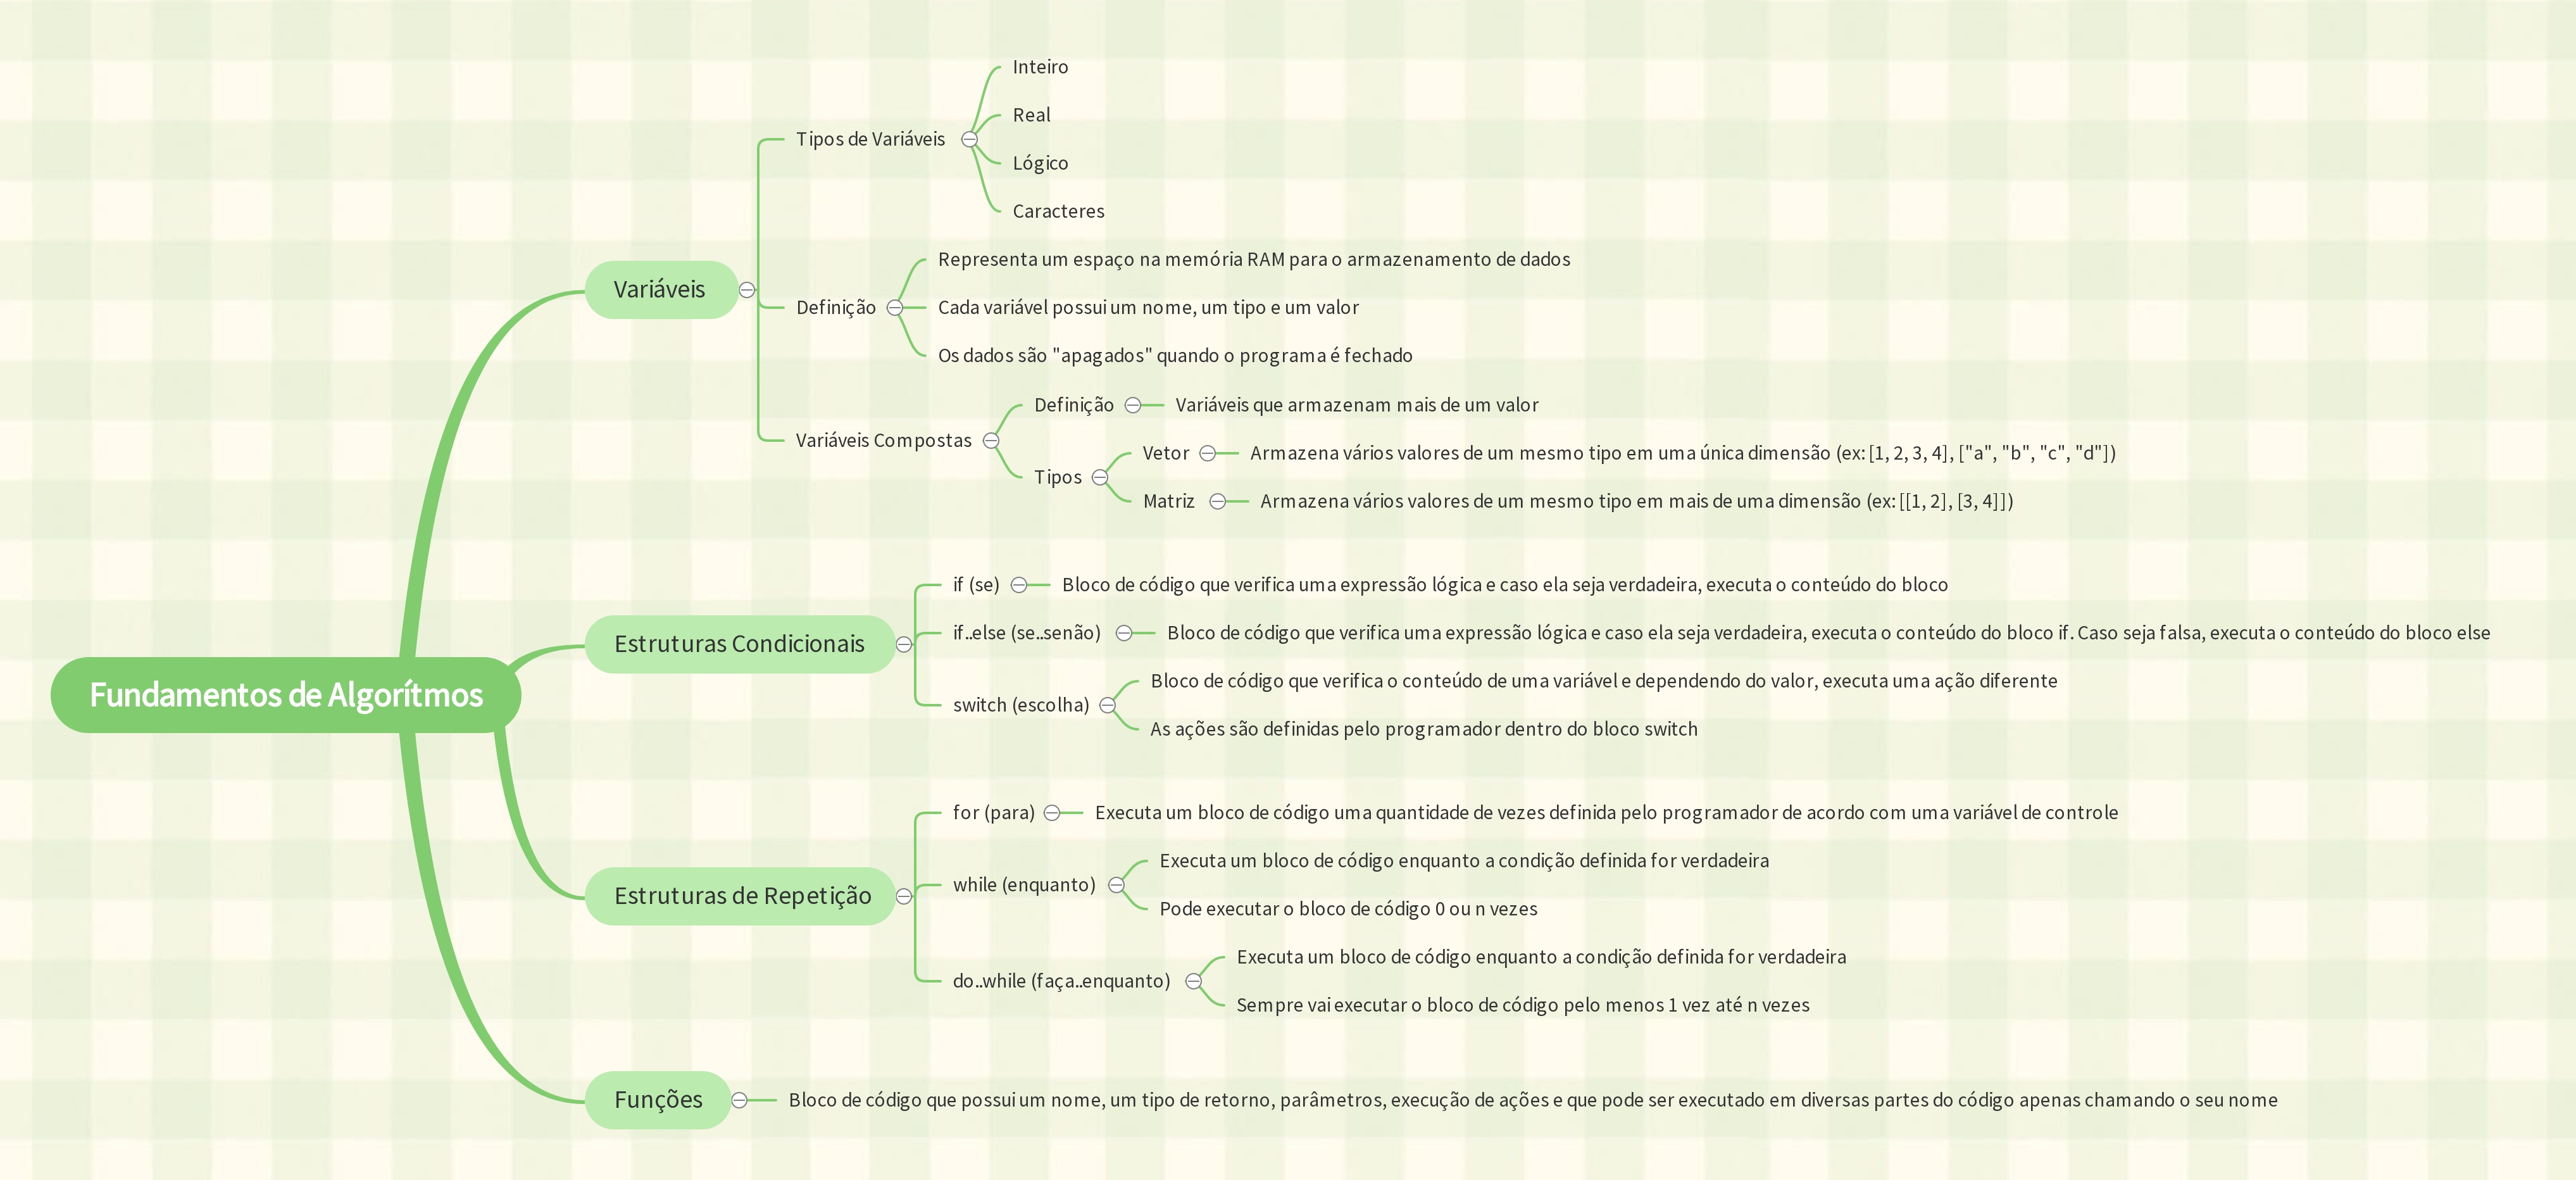 Fundamentos de Algorítmos
Variáveis
Tipos de Variáveis
Inteiro
Real
Lógico
Caracteres
Definição
Representa um espaço na memória RAM para o armazenamento de dados
Cada variável possui um nome, um tipo e um valor
Os dados são "apagados" quando o programa é fechado
Variáveis Compostas
Definição
Variáveis que armazenam mais de um valor
Tipos
Vetor
Armazena vários valores de um mesmo tipo em uma única dimensão (ex: [1, 2, 3, 4], ["a", "b", "c", "d"])
Matriz
Armazena vários valores de um mesmo tipo em mais de uma dimensão (ex: [[1, 2], [3, 4]])
Estruturas Condicionais
if (se)
Bloco de código que verifica uma expressão lógica e caso ela seja verdadeira, executa o conteúdo do bloco
if..else (se..senão)
Bloco de código que verifica uma expressão lógica e caso ela seja verdadeira, executa o conteúdo do bloco if. Caso seja falsa, executa o conteúdo do bloco else
switch (escolha)
Bloco de código que verifica o conteúdo de uma variável e dependendo do valor, executa uma ação diferente
As ações são definidas pelo programador dentro do bloco switch
Estruturas de Repetição
for (para)
Executa um bloco de código uma quantidade de vezes definida pelo programador de acordo com uma variável de controle
while (enquanto)
Executa um bloco de código enquanto a condição definida for verdadeira
Pode executar o bloco de código 0 ou n vezes
do..while (faça..enquanto)
Executa um bloco de código enquanto a condição definida for verdadeira
Sempre vai executar o bloco de código pelo menos 1 vez até n vezes
Funções
Bloco de código que possui um nome, um tipo de retorno, parâmetros, execução de ações e que pode ser executado em diversas partes do código apenas chamando o seu nome